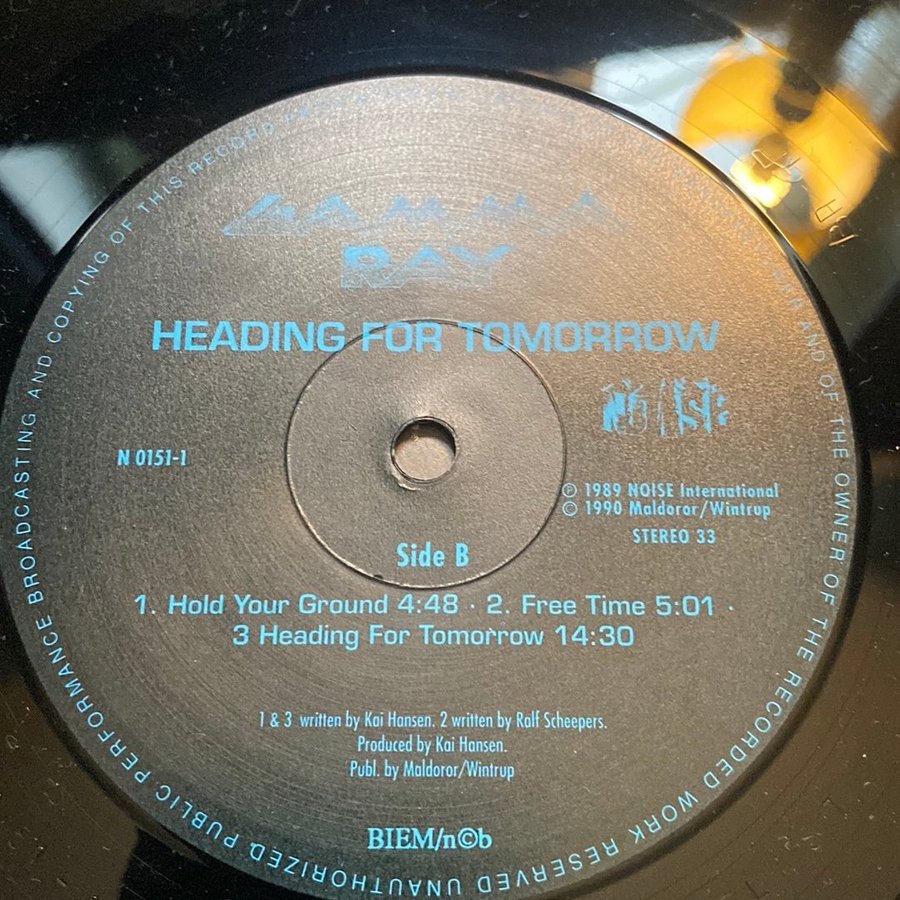 GAMMA
RAY
HEADING FOR TOMORROW
NOISE
N 0151-1
℗ 1989 NOISE International
© 1990 Maldoror/Wintrup
STEREO 33
Side B
1. Hold Your Ground 4:48 · 2. Free Time 5:01 ·
3 Heading For Tomorrow 14:30
1 & 3 written by Kai Hansen. 2 written by Ralf Scheepers.
Produced by Kai Hansen.
Publ. by Maldoror/Wintrup
BIEM/n©b
AND OF THE OWNER OF THE RECORDED WORK RESERVED UNAUTHORIZED PUBLIC PERFORMANCE BROADCASTING AND COPYING OF THIS RECORD